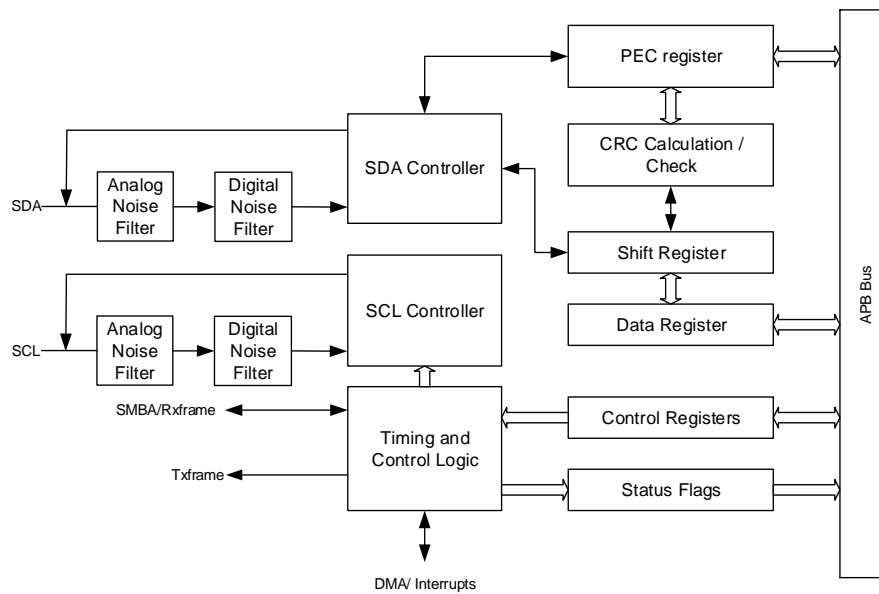 PEC register
CRC Calculation /
Check
SDA Controller
Analog
Noise
Filter
Digital
Noise
Filter
SDA
Shift Register
SCL Controller
Data Register
APB Bus
Analog
Noise
Filter
Digital
Noise
Filter
SCL
SMBA/Rxframe
Timing and
Control Logic
Control Registers
Txframe
Status Flags
DMA/ Interrupts